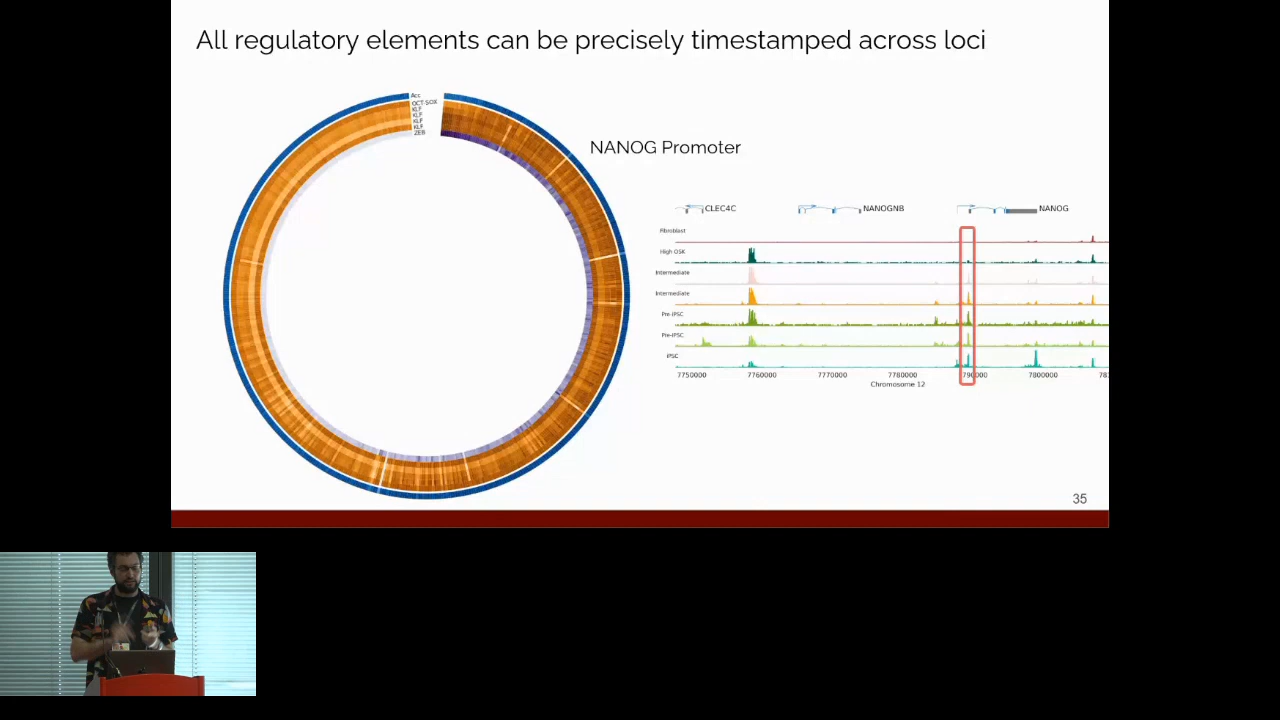 All regulatory elements can be precisely timestamped across loci
Acc
OCT-SOX
KLF
KLF
KLF
KLF
ZEB
NANOG Promoter
CLEC4C
NANOGNB
NANOG
Fibroblast
High OSK
Intermediate
Intermediate
Pre-iPSC
Pre-iPSC
iPSC
7750000
7760000
7770000
7780000
790000
7800000
78
Chromosome 12
35